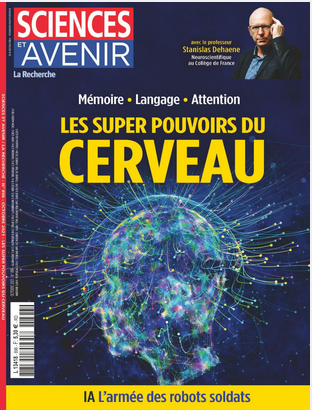 SCIENCES
ET
AVENIR
La Recherche
avec le professeur
Stanislas Dehaene
Neuroscientifique
au Collège de France
Mémoire • Langage • Attention
LES SUPER POUVOIRS DU
CERVEAU
IA L'armée des robots soldats